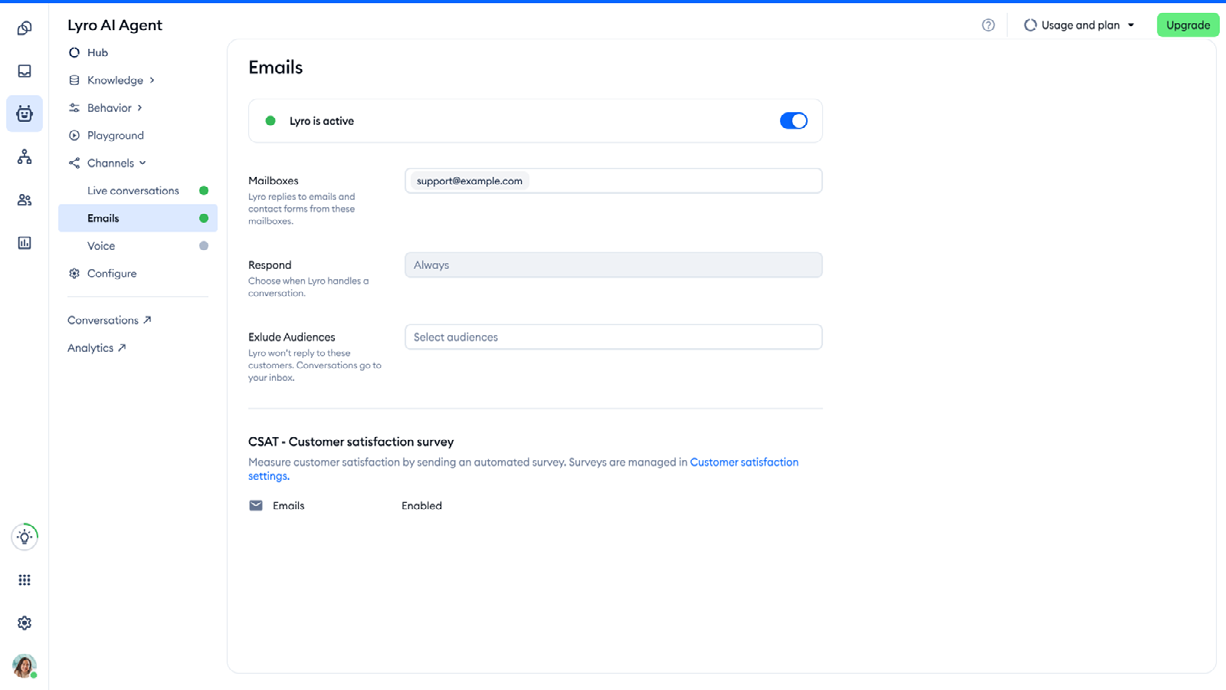 Lyro AI Agent
Usage and plan
Upgrade
Hub
Knowledge
Behavior
Playground
Channels
Live conversations
Emails
Voice
Configure
Conversations
Analytics
Emails
Lyro is active
Mailboxes
Lyro replies to emails and
contact forms from these
mailboxes.
support@example.com
Respond
Choose when Lyro handles a
conversation.
Always
Exlude Audiences
Lyro won't reply to these
customers. Conversations go to
your inbox.
Select audiences
CSAT - Customer satisfaction survey
Measure customer satisfaction by sending an automated survey. Surveys are managed in Customer satisfaction
settings.
Emails
Enabled